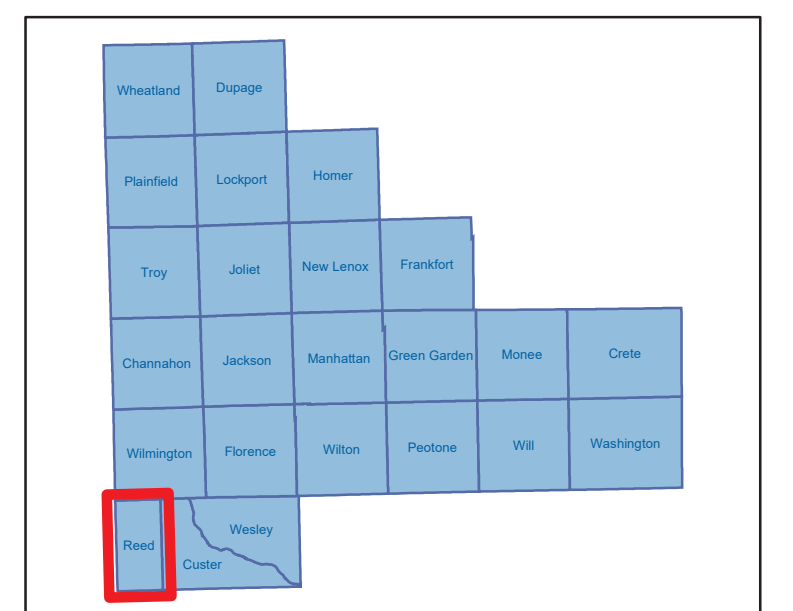 Wheatland
Dupage
Plainfield
Lockport
Homer
Troy
Joliet
New Lenox
Frankfort
Channahon
Jackson
Manhattan
Green Garden
Monee
Crete
Wilmington
Florence
Wilton
Peotone
Will
Washington
Reed
Wesley
Custer